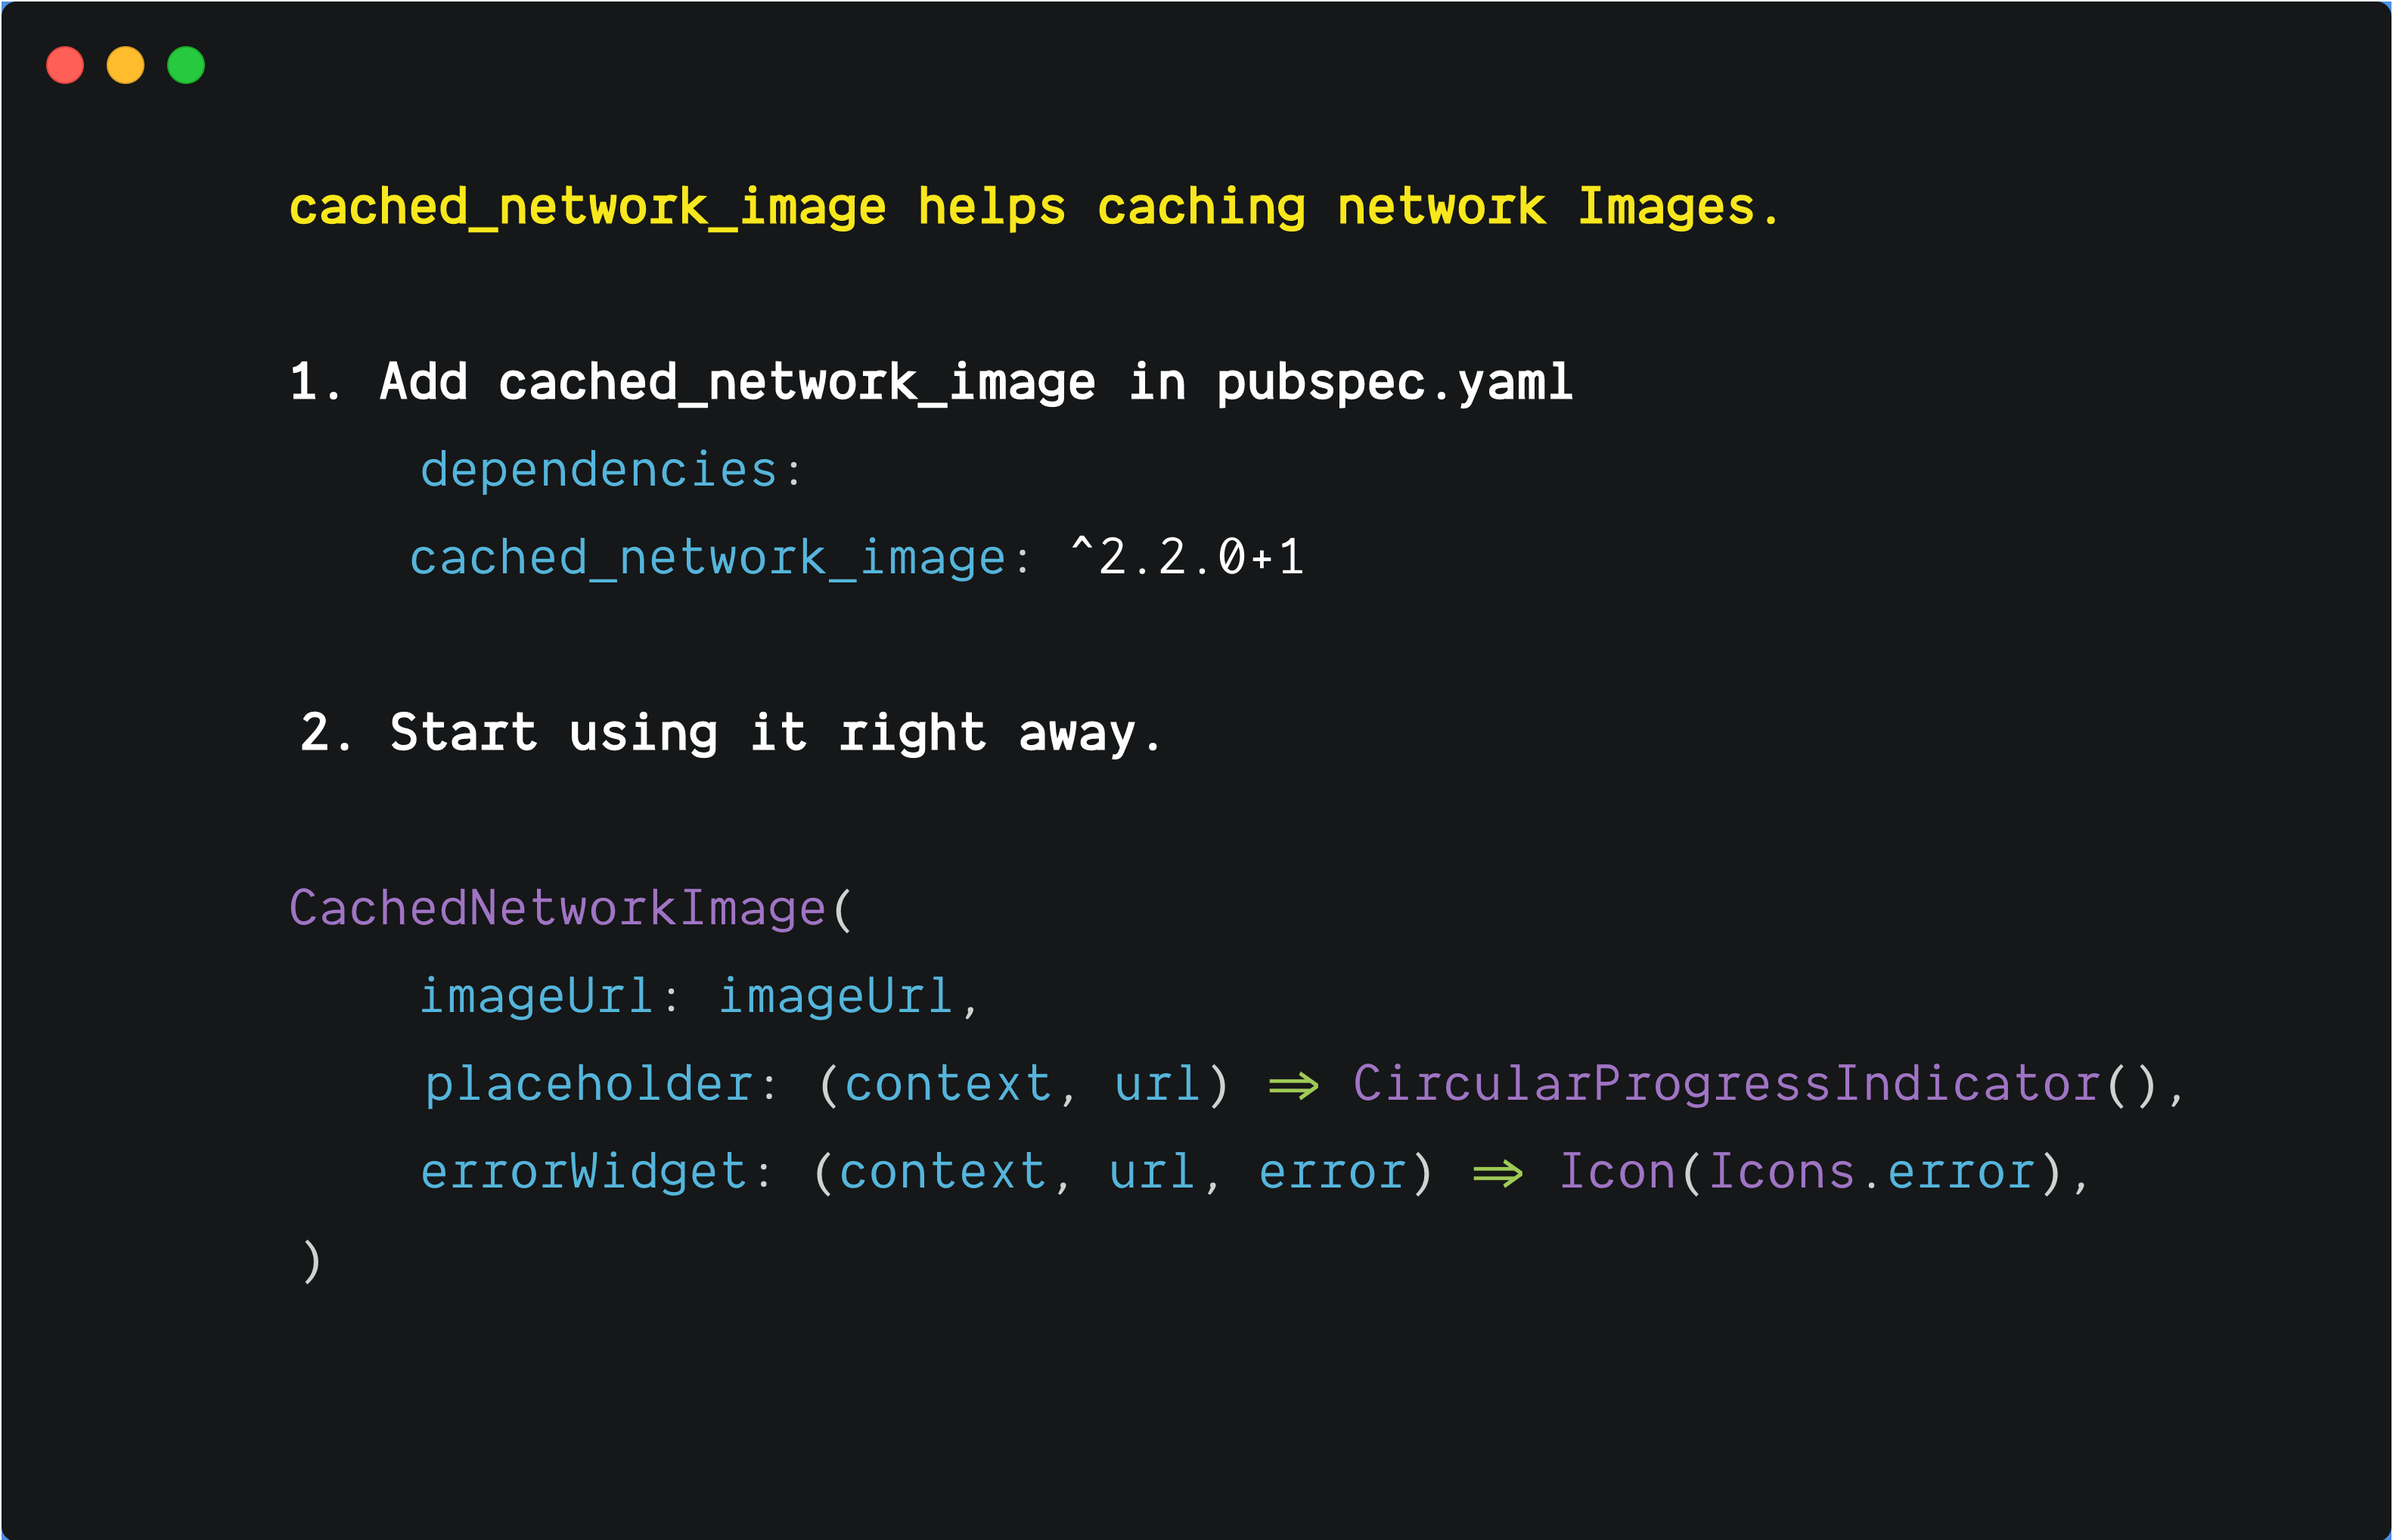 cached_network_image helps caching network Images.
1. Add cached_network_image in pubspec.yaml
dependencies:
cached_network_image: ^2.2.0+1
2. Start using it right away.
CachedNetworkImage(
imageUrl: imageUrl,
placeholder: (context, url) => CircularProgressIndicator(),
errorWidget: (context, url, error) => Icon(Icons.error),
)